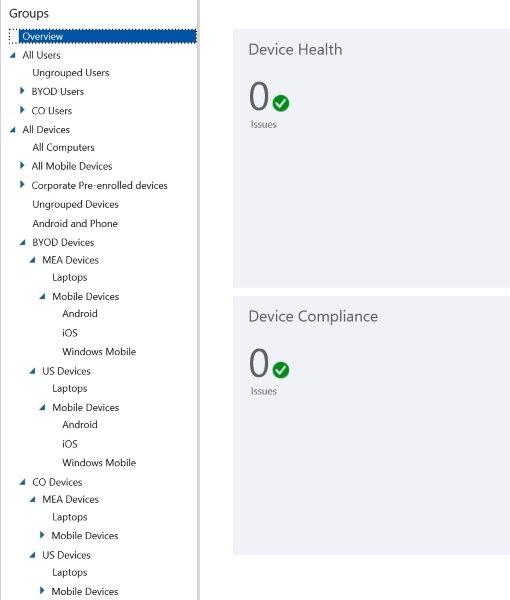 Groups
Overview
All Users
Ungrouped Users
BYOD Users
CO Users
All Devices
All Computers
All Mobile Devices
Corporate Pre-enrolled devices
Ungrouped Devices
Android and Phone
BYOD Devices
MEA Devices
Laptops
Mobile Devices
Android
iOS
Windows Mobile
US Devices
Laptops
Mobile Devices
Android
iOS
Windows Mobile
CO Devices
MEA Devices
Laptops
Mobile Devices
US Devices
Laptops
Mobile Devices
Device Health
0
Issues
Device Compliance
0
Issues